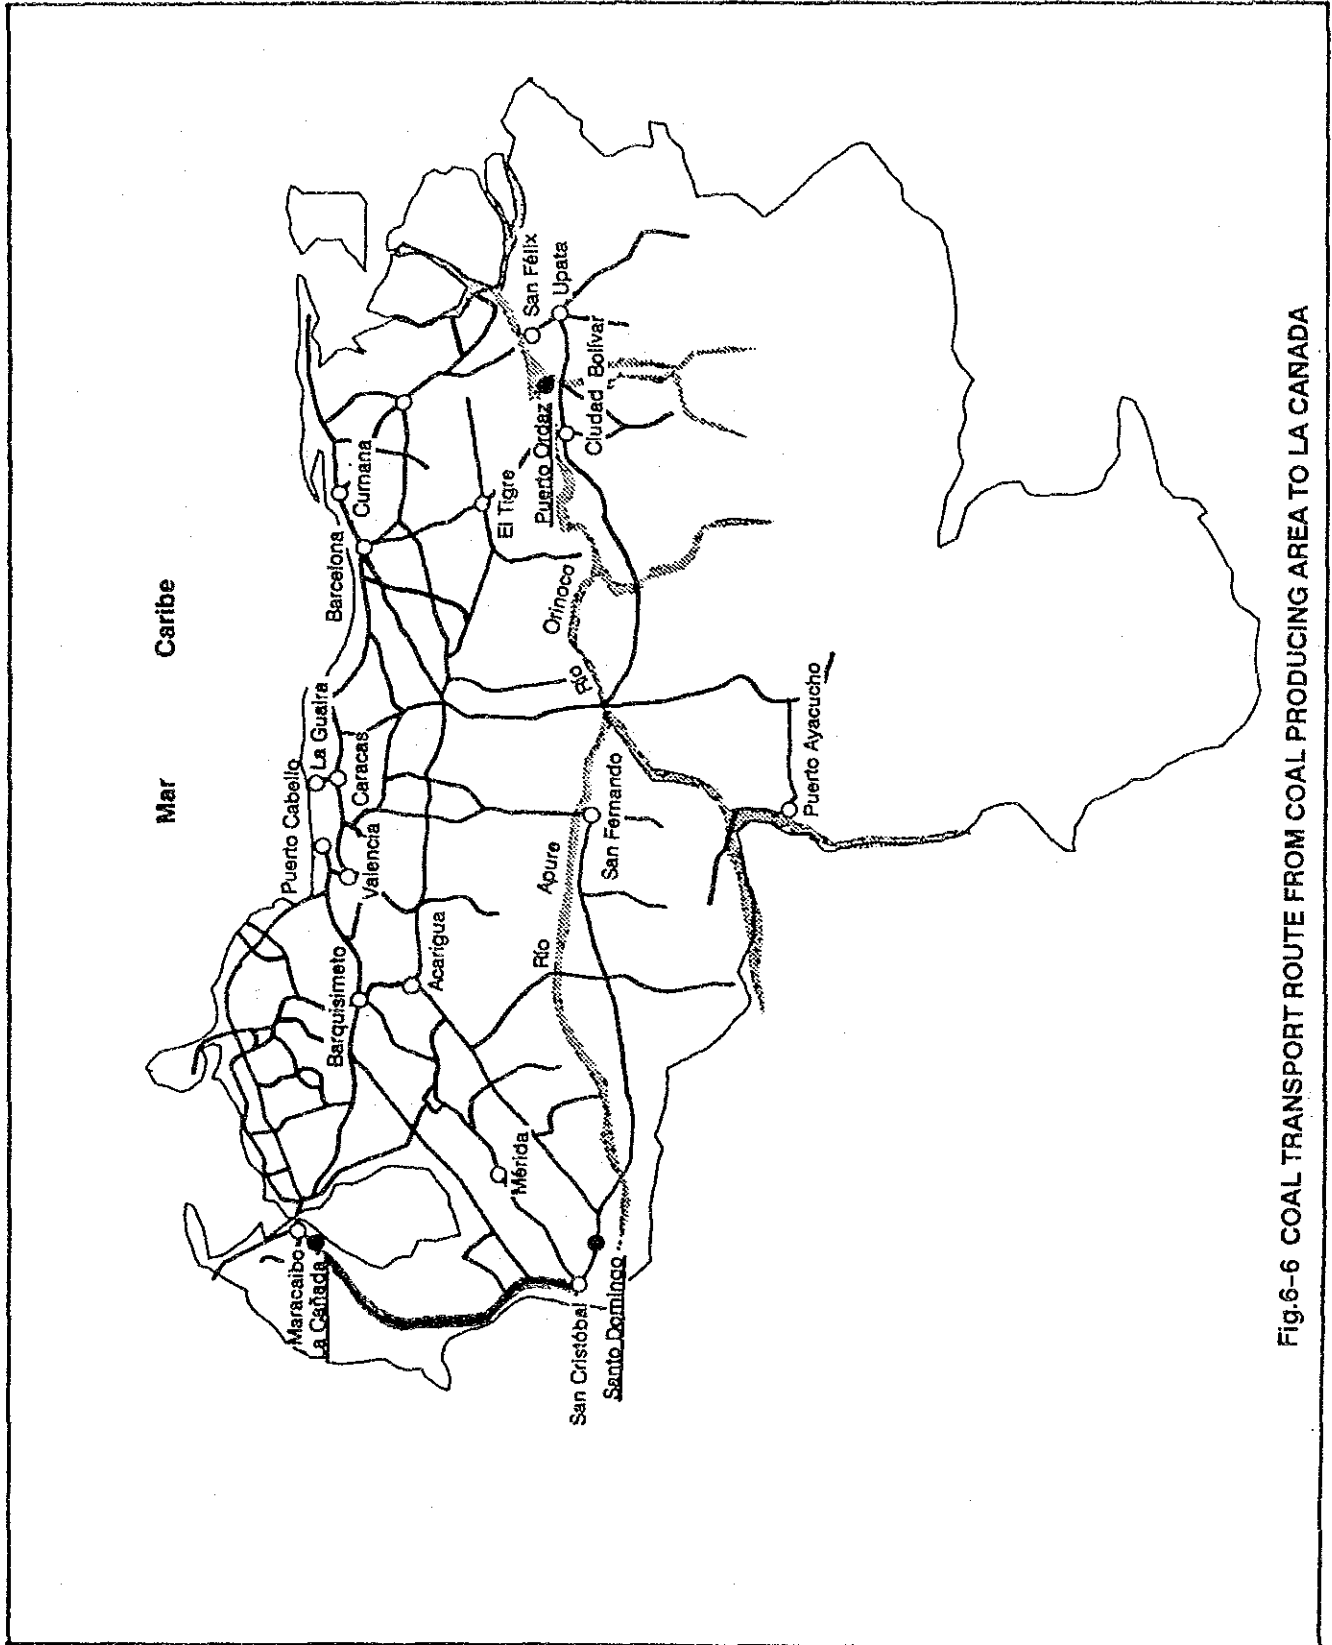 Mar Caribe
Maracaibo
La Cañada
Puerto Cabello
La Guaira
Barcelona
Cumana
Caracas
Valencia
Barquisimeto
Acarigua
Mérida
San Cristóbal
Santo Domingo
Río Apure
San Fernando
Río Orinoco
El Tigre
Puerto Ordaz
Ciudad Bolívar
San Félix
Upata
Puerto Ayacucho
Fig.6-6 COAL TRANSPORT ROUTE FROM COAL PRODUCING AREA TO LA CAÑADA